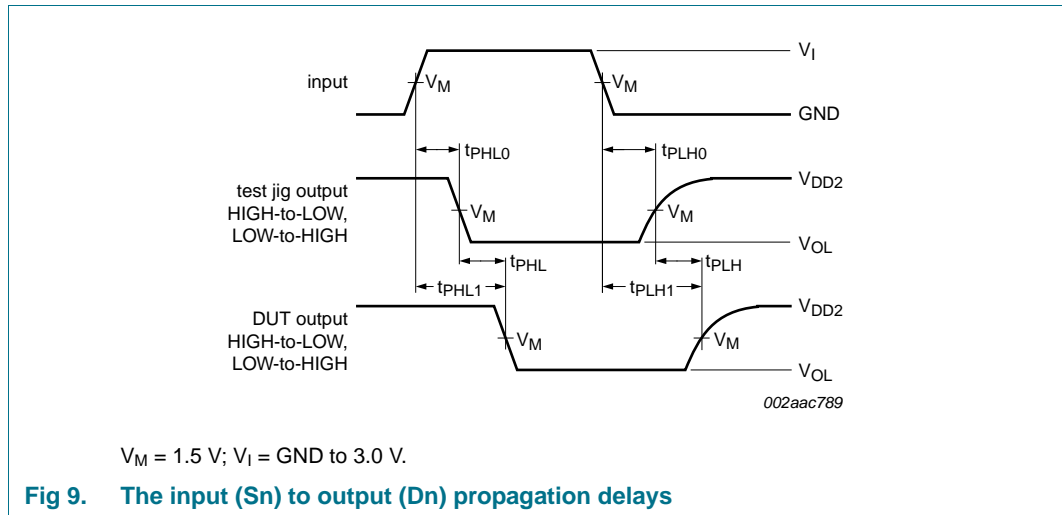 V_I
input
V_M
V_M
GND
t_PHL0
t_PLH0
V_DD2
test jig output
HIGH-to-LOW,
LOW-to-HIGH
V_M
V_M
V_OL
t_PHL
t_PLH
t_PHL1
t_PLH1
V_DD2
DUT output
HIGH-to-LOW,
LOW-to-HIGH
V_M
V_M
V_OL
002aac789
V_M = 1.5 V; V_I = GND to 3.0 V.
Fig 9. The input (Sn) to output (Dn) propagation delays